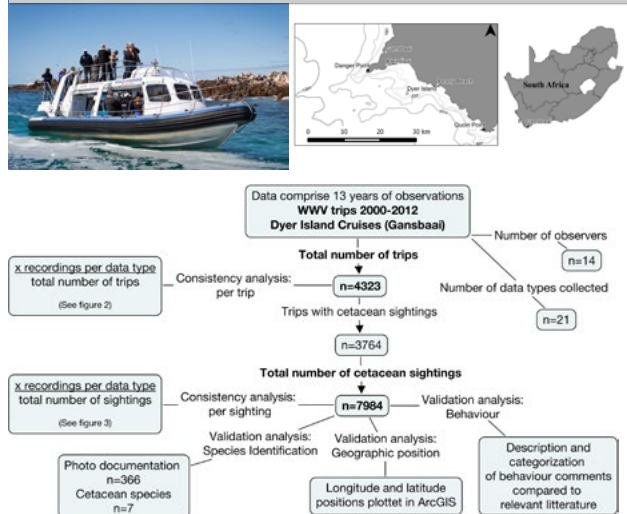 Danger Point
Dyer Island
Quoin Point
0 10 20 30 km
South Africa
Data comprise 13 years of observations
WWV trips 2000-2012
Dyer Island Cruises (Gansbaai)
Number of observers
n=14
Number of data types collected
n=21
Total number of trips
x recordings per data type
total number of trips
(See figure 2)
Consistency analysis:
per trip
n=4323
Trips with cetacean sightings
n=3764
Total number of cetacean sightings
x recordings per data type
total number of sightings
(See figure 3)
Consistency analysis:
per sighting
n=7984
Validation analysis:
Behaviour
Validation analysis:
Species Identification
Validation analysis:
Geographic position
Photo documentation
n=366
Cetacean species
n=7
Longitude and latitude
positions plottet in ArcGIS
Description and
categorization
of behaviour comments
compared to
relevant litterature